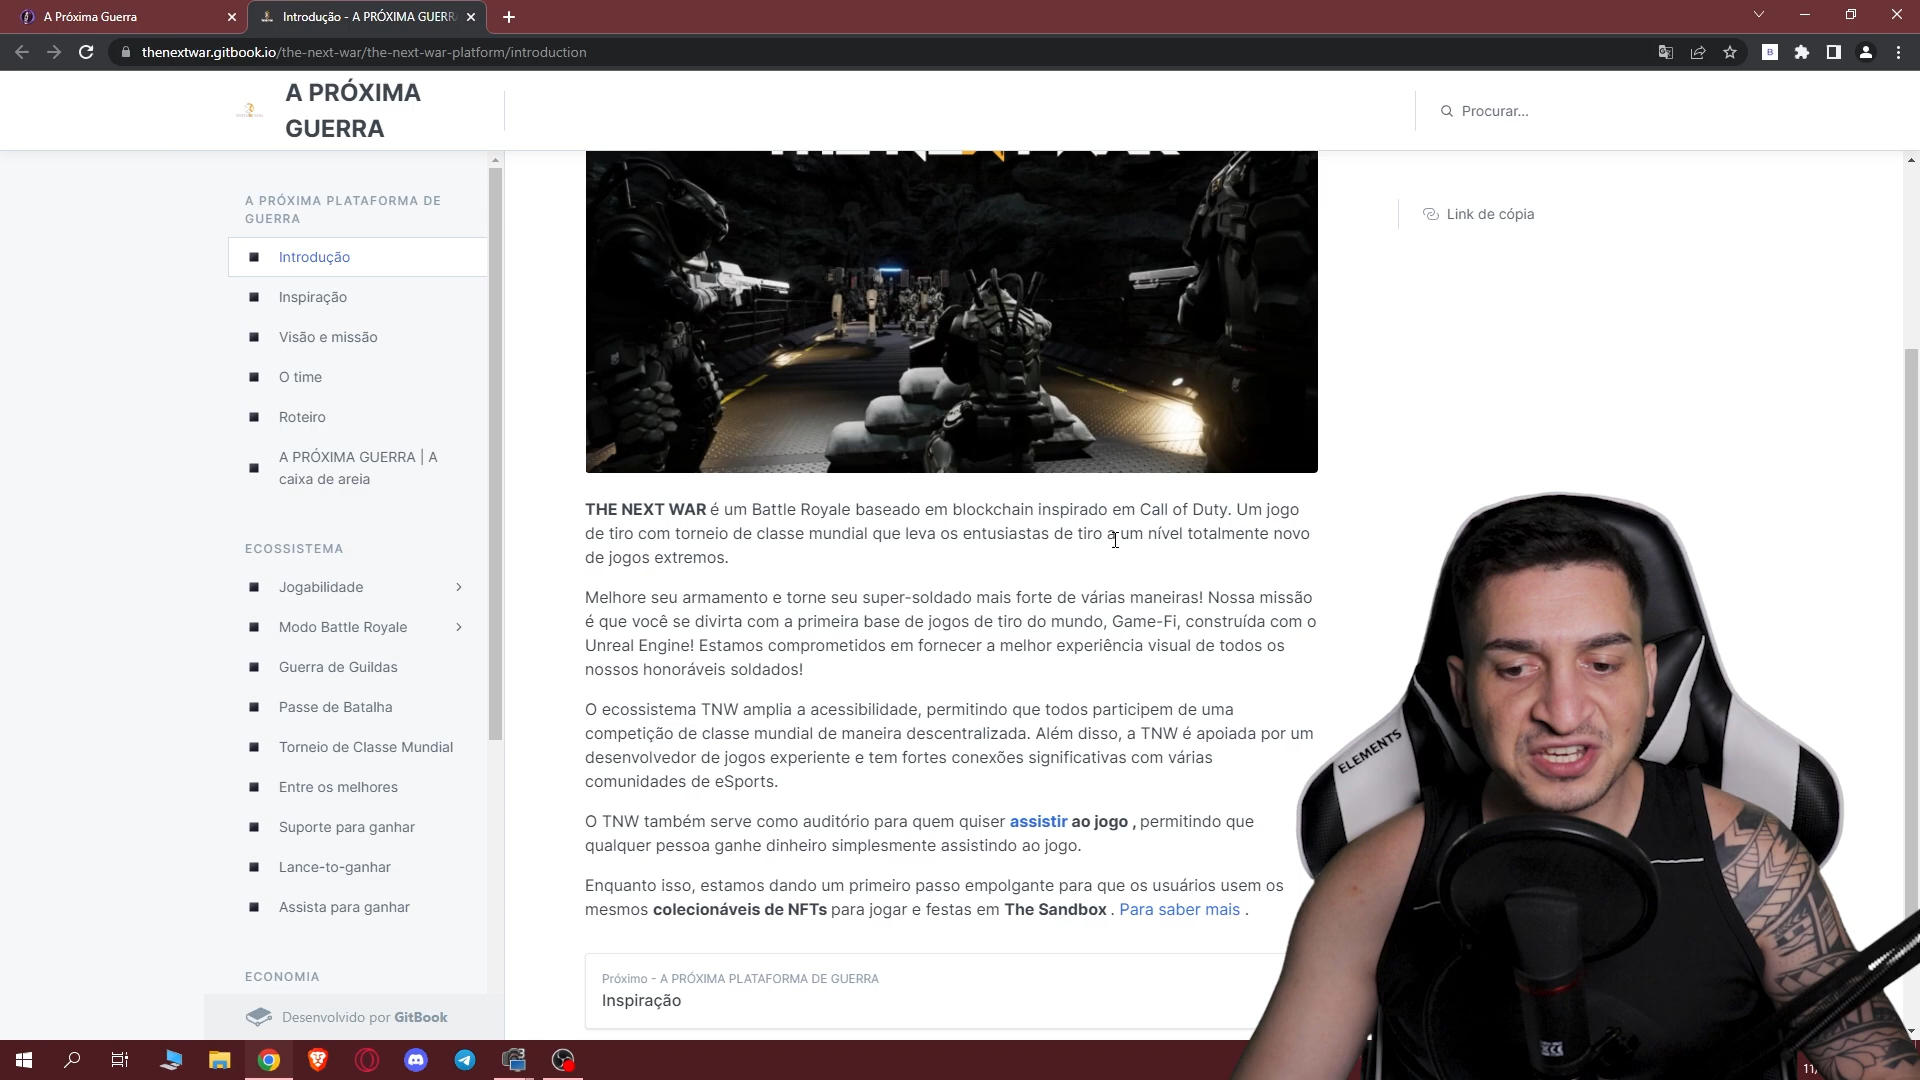 A Próxima Guerra
Introdução - A PRÓXIMA GUERR
thenextwar.gitbook.io/the-next-war/the-next-war-platform/introduction
A PRÓXIMA
GUERRA
Procurar...
A PRÓXIMA PLATAFORMA DE
GUERRA
Introdução
Inspiração
Visão e missão
O time
Roteiro
A PRÓXIMA GUERRA | A
caixa de areia
ECOSSISTEMA
Jogabilidade
Modo Battle Royale
Guerra de Guildas
Passe de Batalha
Torneio de Classe Mundial
Entre os melhores
Suporte para ganhar
Lance-to-ganhar
Assista para ganhar
ECONOMIA
Desenvolvido por GitBook
Link de cópia
THE NEXT WAR é um Battle Royale baseado em blockchain inspirado em Call of Duty. Um jogo
de tiro com torneio de classe mundial que leva os entusiastas de tiro a um nível totalmente novo
de jogos extremos.
Melhore seu armamento e torne seu super-soldado mais forte de várias maneiras! Nossa missão
é que você se divirta com a primeira base de jogos de tiro do mundo, Game-Fi, construída com o
Unreal Engine! Estamos comprometidos em fornecer a melhor experiência visual de todos os
nossos honoráveis soldados!
O ecossistema TNW amplia a acessibilidade, permitindo que todos participem de uma
competição de classe mundial de maneira descentralizada. Além disso, a TNW é apoiada por um
desenvolvedor de jogos experiente e tem fortes conexões significativas com várias
comunidades de eSports.
O TNW também serve como auditório para quem quiser assistir ao jogo , permitindo que
qualquer pessoa ganhe dinheiro simplesmente assistindo ao jogo.
Enquanto isso, estamos dando um primeiro passo empolgante para que os usuários usem os
mesmos colecionáveis de NFTs para jogar e festas em The Sandbox . Para saber mais .
Próximo - A PRÓXIMA PLATAFORMA DE GUERRA
Inspiração
ELEMENTS
11,